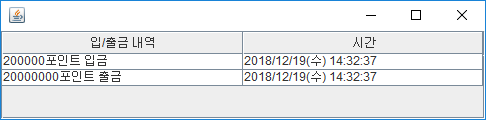 입/출금 내역 시간
200000포인트 입금 2018/12/19(수) 14:32:37
20000000포인트 출금 2018/12/19(수) 14:32:37